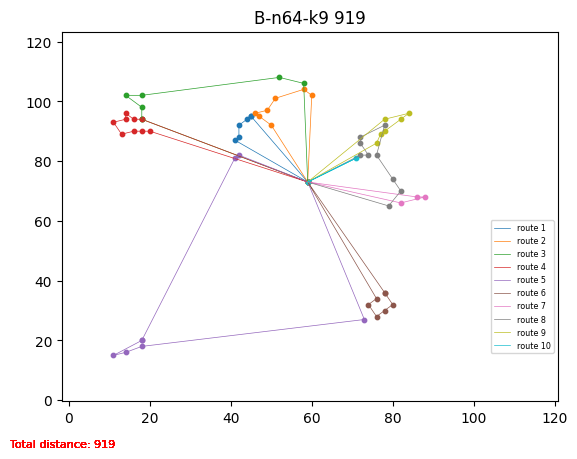 B-n64-k9 919
120
100
80
60
40
20
0
0 20 40 60 80 100 120
route 1
route 2
route 3
route 4
route 5
route 6
route 7
route 8
route 9
route 10
Total distance: 919